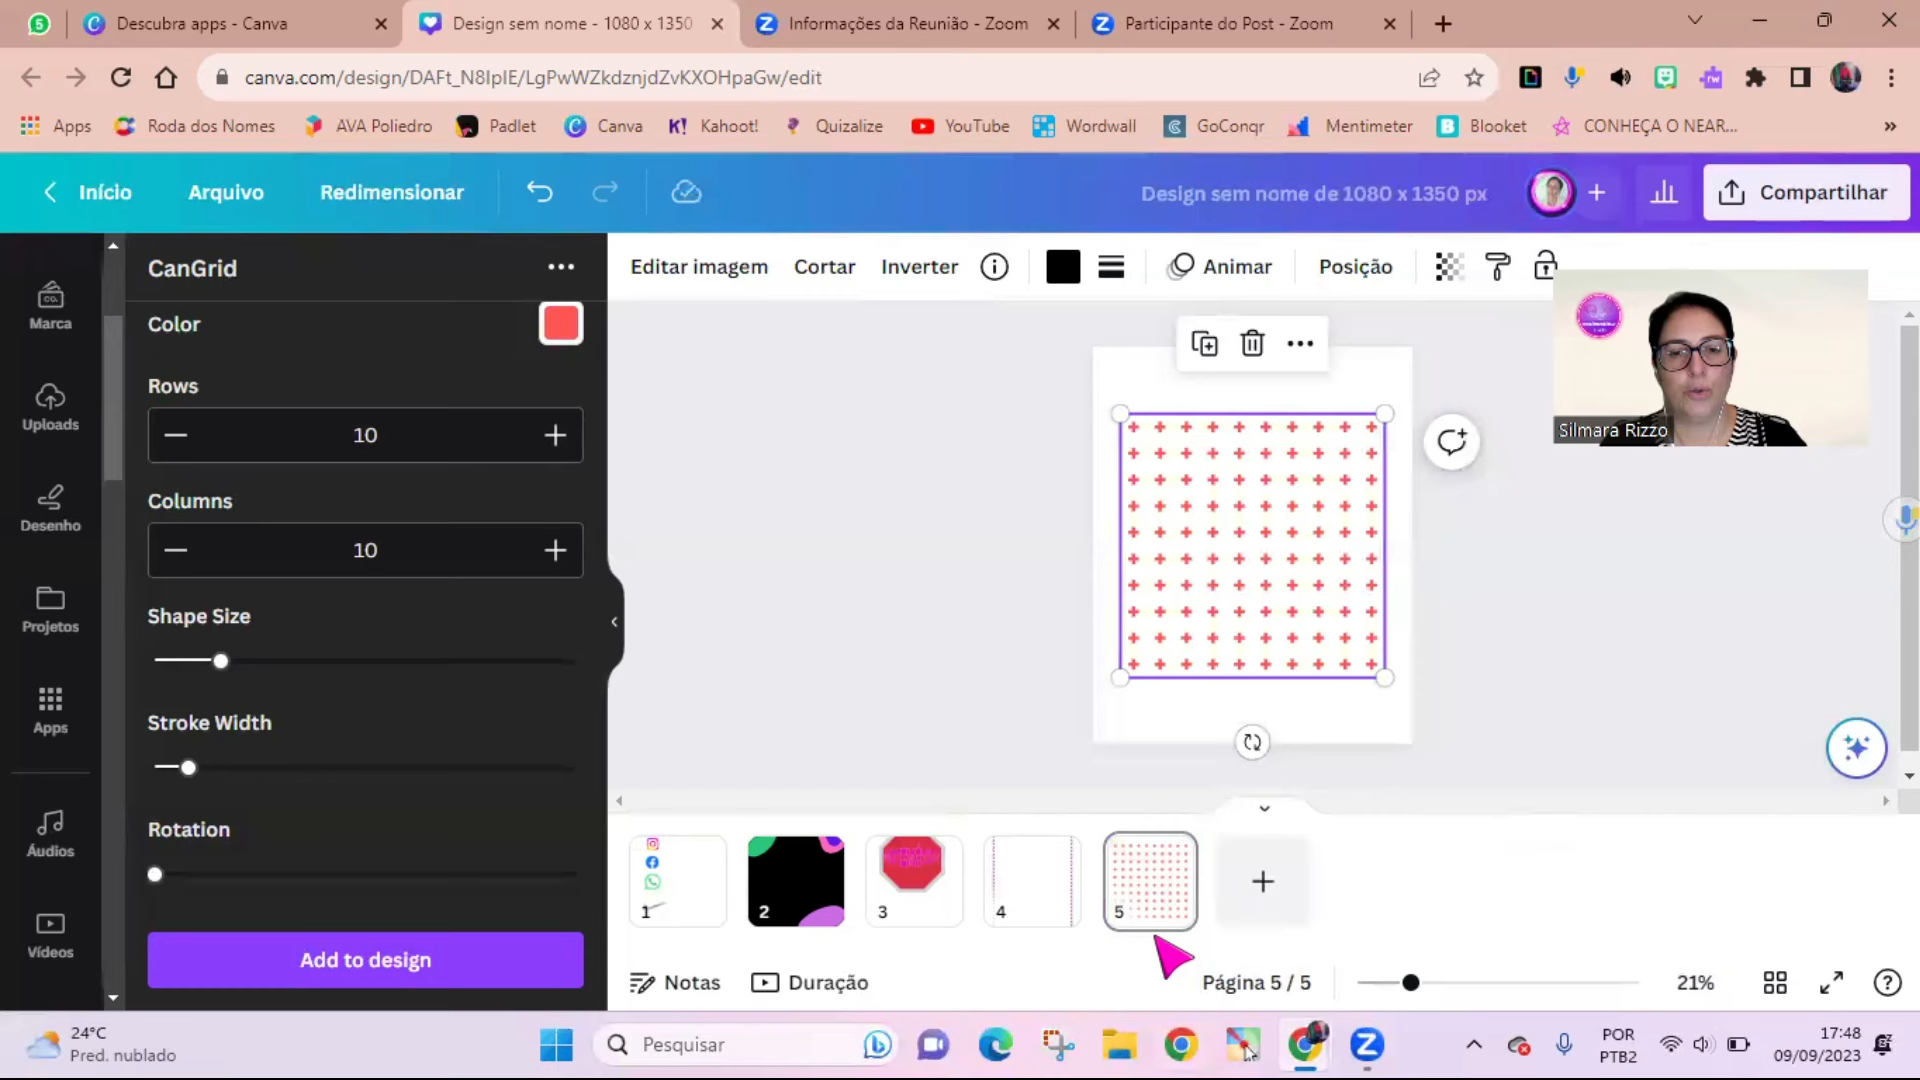 5
Descubra apps - Canva
Design sem nome - 1080 x 1350
Informações da Reunião - Zoom
Participante do Post - Zoom
canva.com/design/DAFt_N8IpIE/LgPwWZkdznjdZvKXOHpaGw/edit
Apps
Roda dos Nomes
AVA Poliedro
Padlet
Canva
Kahoot!
Quizalize
YouTube
Wordwall
GoConqr
Mentimeter
Blooket
CONHEÇA O NEAR...
Início
Arquivo
Redimensionar
Design sem nome de 1080 x 1350 px
Compartilhar
Marca
Uploads
Desenho
Projetos
Apps
Áudios
Vídeos
CanGrid
Color
Rows
10
Columns
10
Shape Size
Stroke Width
Rotation
Add to design
Editar imagem
Cortar
Inverter
Animar
Posição
Silmara Rizzo
1
2
3
4
5
Notas
Duração
Página 5 / 5
21%
24°C
Pred. nublado
Pesquisar
POR
PTB2
17:48
09/09/2023